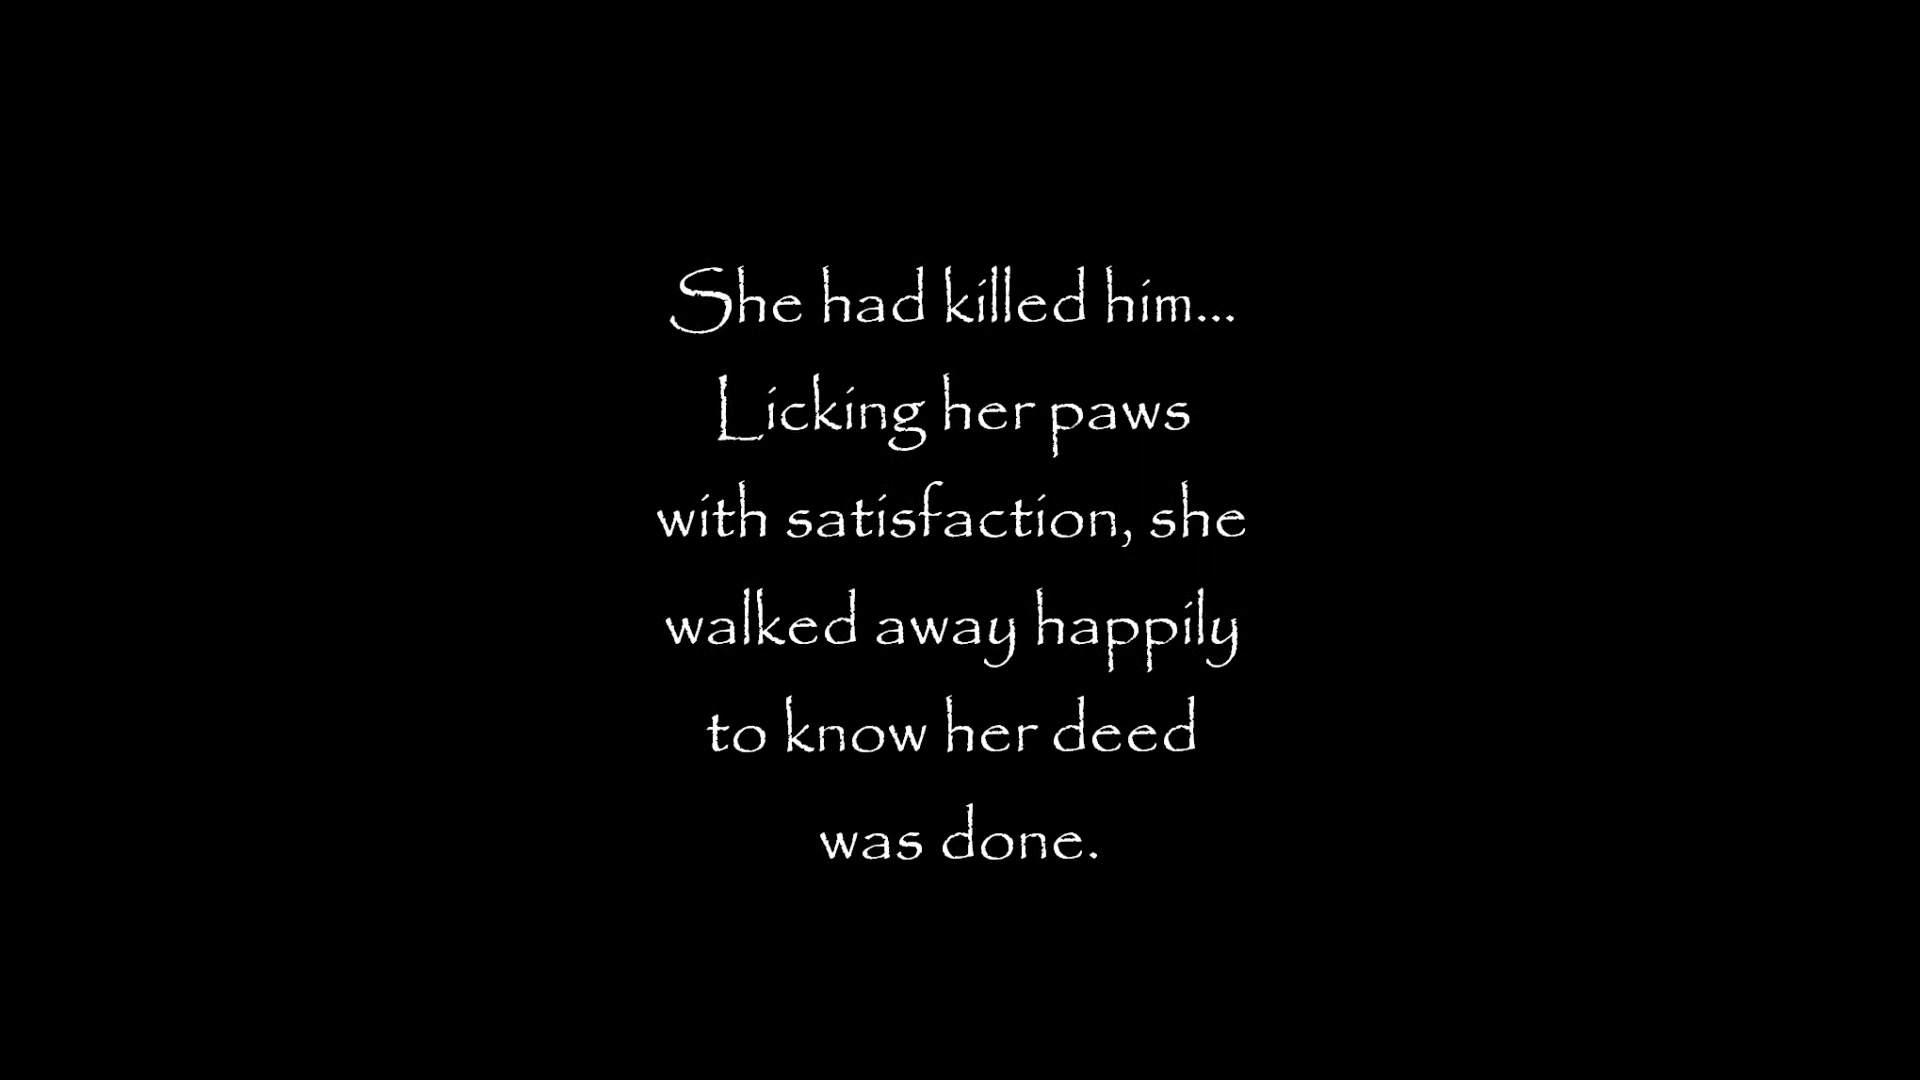 She had killed him...
Licking her paws
with satisfaction, she
walked away happily
to know her deed
was done.